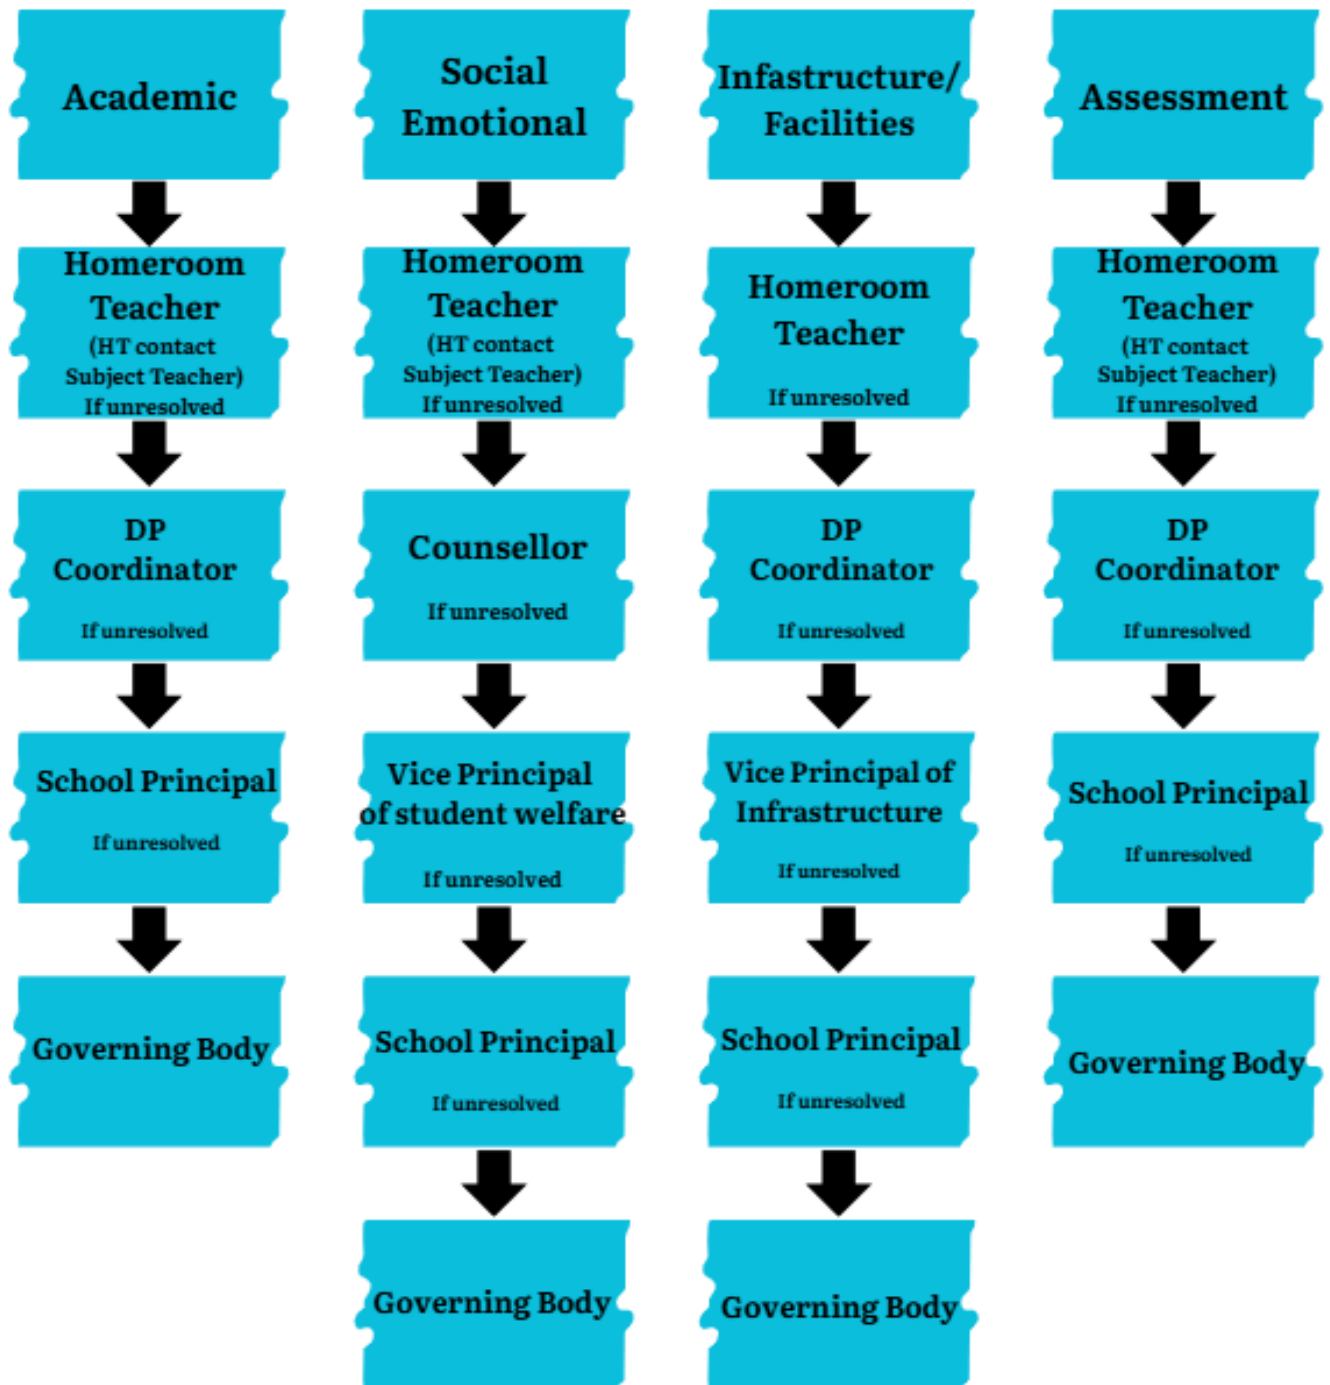 Academic
Homeroom
Teacher
(HT contact
Subject Teacher)
If unresolved
DP
Coordinator
If unresolved
School Principal
If unresolved
Governing Body
Social
Emotional
Homeroom
Teacher
(HT contact
Subject Teacher)
If unresolved
Counsellor
If unresolved
Vice Principal
of student welfare
If unresolved
School Principal
If unresolved
Governing Body
Infastructure/
Facilities
Homeroom
Teacher
If unresolved
DP
Coordinator
If unresolved
Vice Principal of
Infrastructure
If unresolved
School Principal
If unresolved
Governing Body
Assessment
Homeroom
Teacher
(HT contact
Subject Teacher)
If unresolved
DP
Coordinator
If unresolved
School Principal
If unresolved
Governing Body